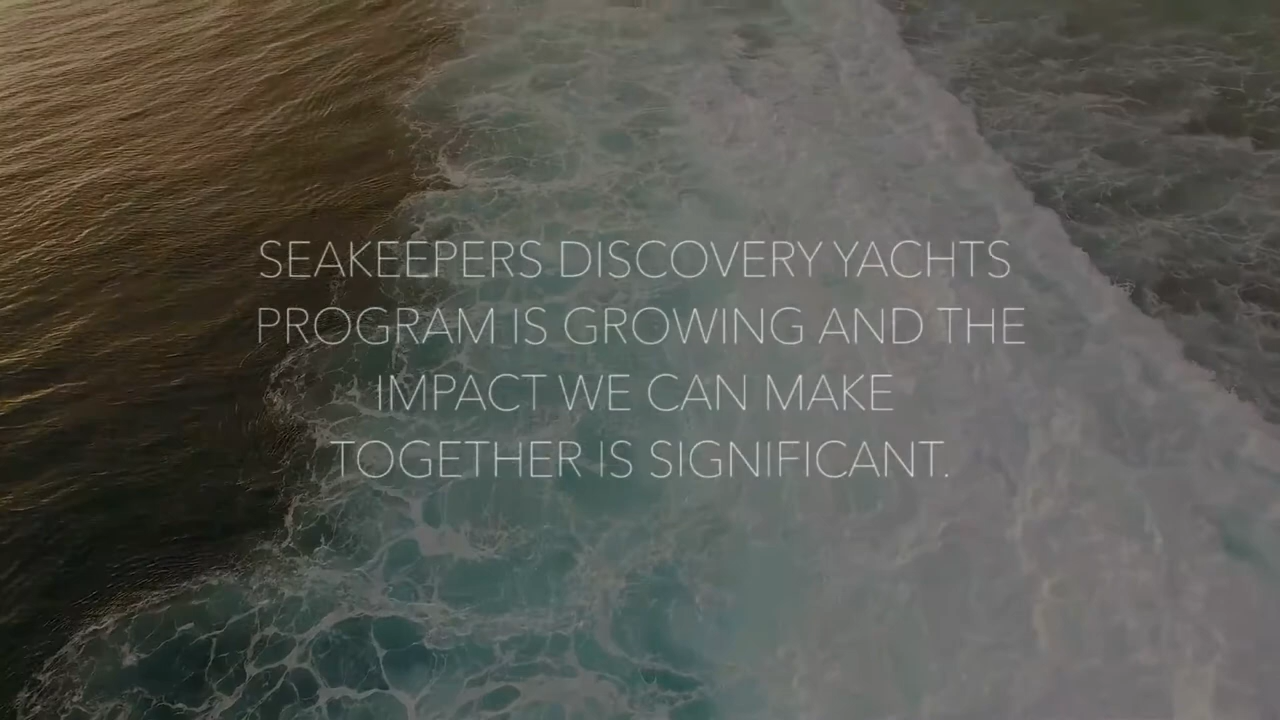 SEAKEEPERS DISCOVERY YACHTS
PROGRAM IS GROWING AND THE
IMPACT WE CAN MAKE
TOGETHER IS SIGNIFICANT.